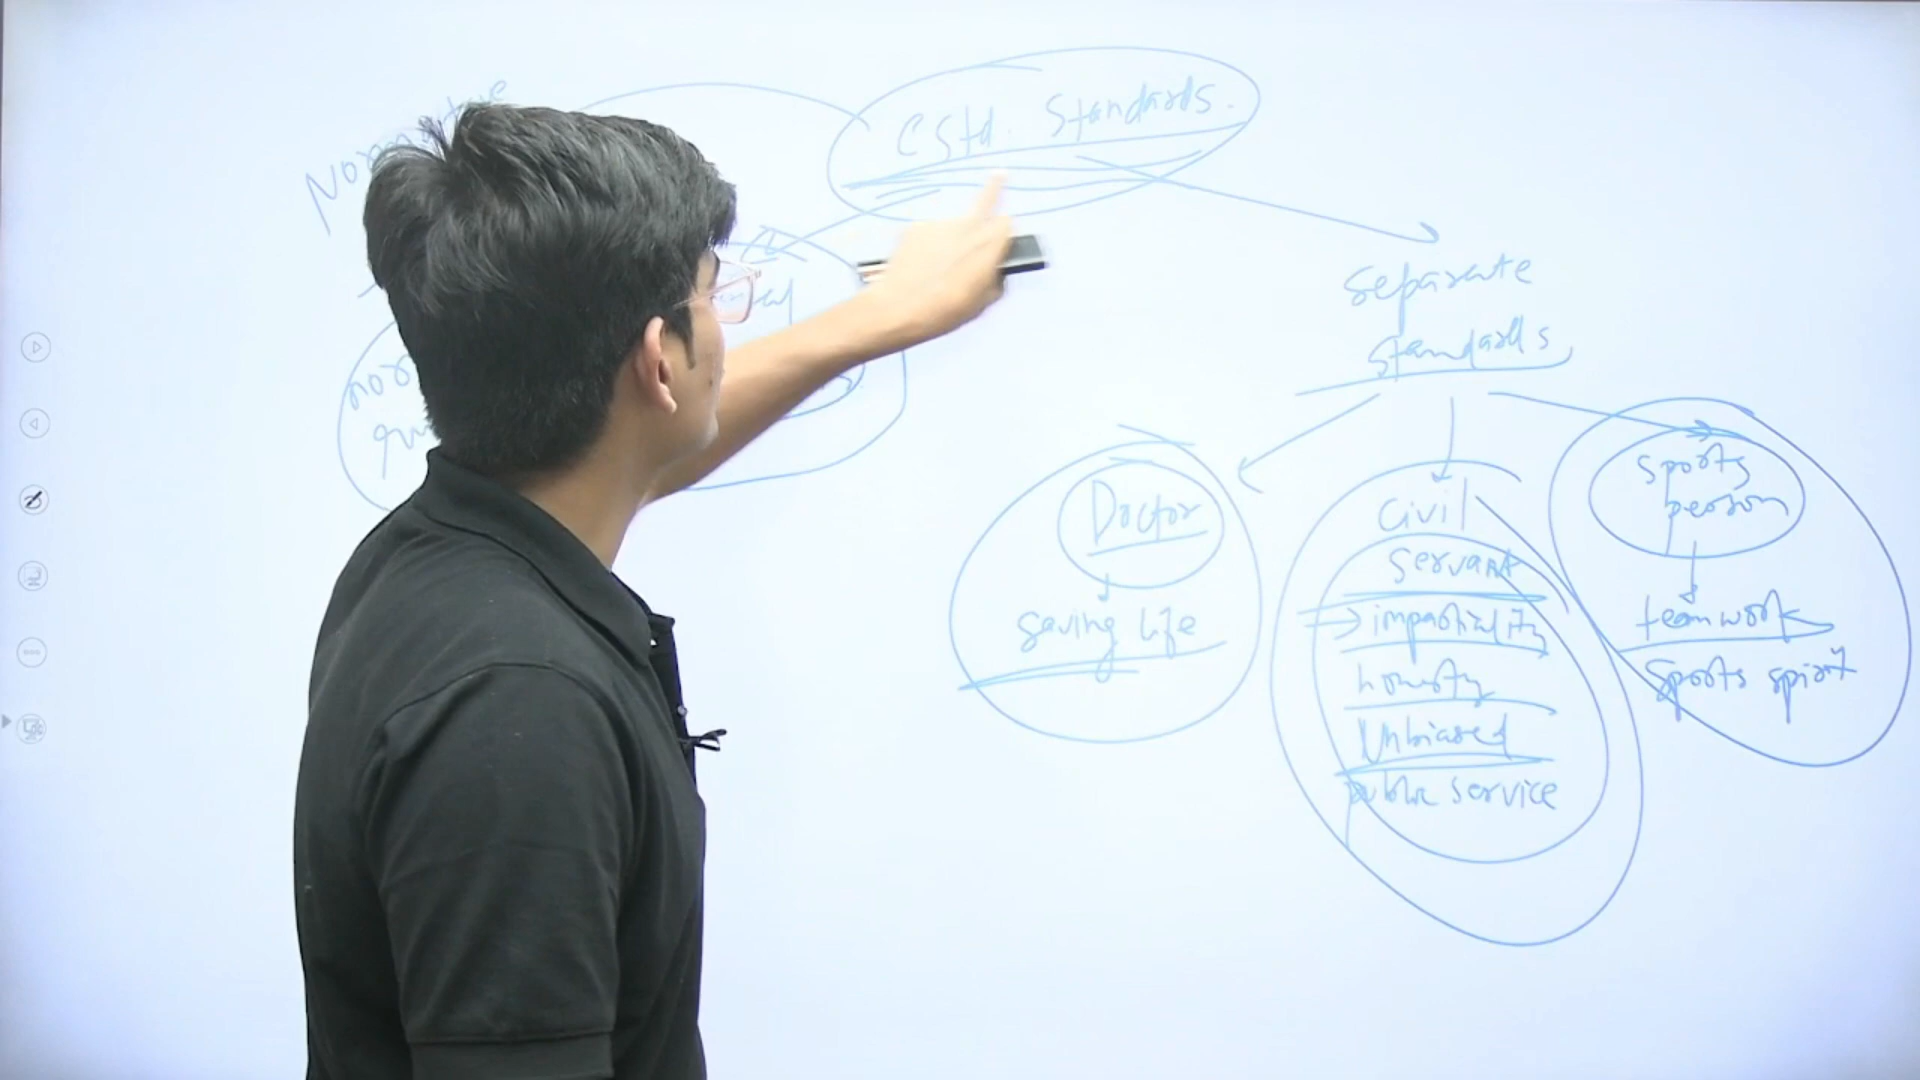 Estd. Standards.
separate
standards
Doctor
saving life
Civil
servant
impartiality
honesty
Unbiased
public service
sports
person
teamwork
sports spirit